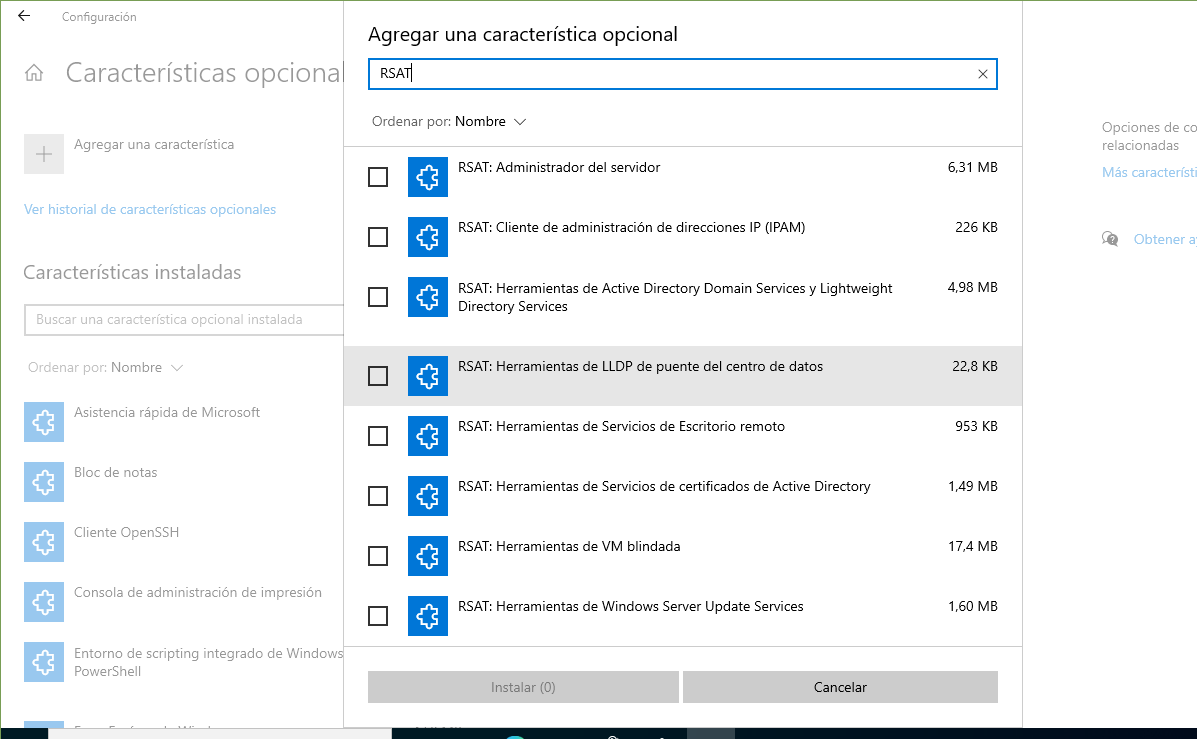 Configuración
Características opcional
Agregar una característica
Ver historial de características opcionales
Características instaladas
Buscar una característica opcional instalada
Ordenar por: Nombre
Asistencia rápida de Microsoft
Bloc de notas
Cliente OpenSSH
Consola de administración de impresión
Entorno de scripting integrado de Windows
PowerShell
Agregar una característica opcional
RSAT
Ordenar por: Nombre
RSAT: Administrador del servidor 6,31 MB
RSAT: Cliente de administración de direcciones IP (IPAM) 226 KB
RSAT: Herramientas de Active Directory Domain Services y Lightweight 4,98 MB
Directory Services
RSAT: Herramientas de LLDP de puente del centro de datos 22,8 KB
RSAT: Herramientas de Servicios de Escritorio remoto 953 KB
RSAT: Herramientas de Servicios de certificados de Active Directory 1,49 MB
RSAT: Herramientas de VM blindada 17,4 MB
RSAT: Herramientas de Windows Server Update Services 1,60 MB
Instalar (0) Cancelar
Opciones de co
relacionadas
Más característi
Obtener ay